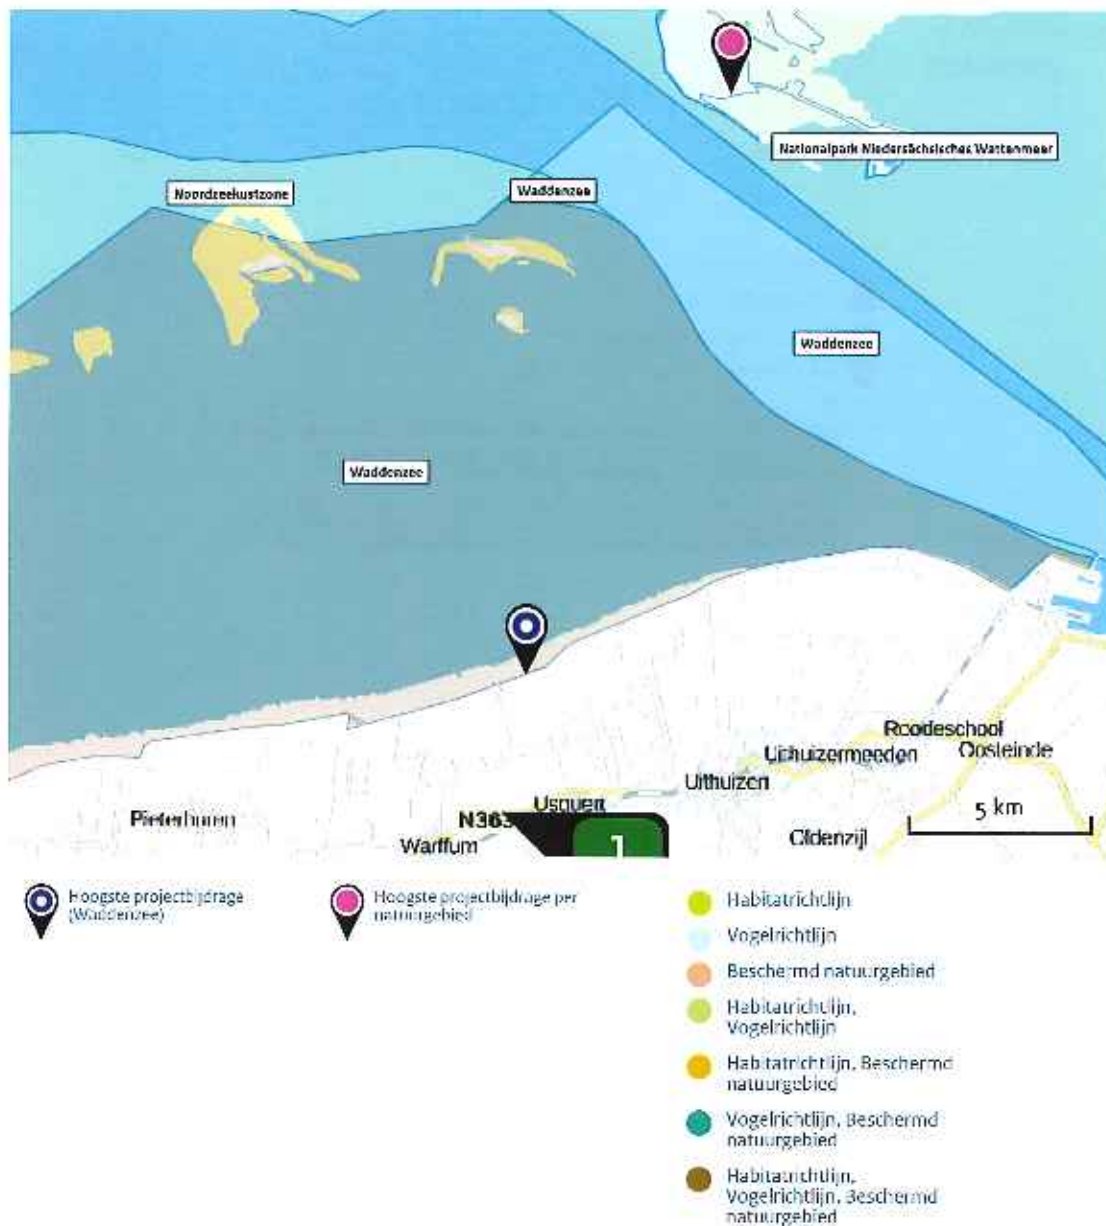 Nationalpark Niedersächsisches Wattenmeer
Noordzeekustzone
Waddenzee
Waddenzee
Waddenzee
Roodeschool
Oosteinde
Uithuizermeeden
Uithuizen
Usquert
5 km
Pieterburen
N363
Warffum
1
Oldenzijl
Hoogste projectbijdrage
(Waddenzee)
Hoogste projectbijdrage per
natuurgebied
Habitatrichtlijn
Vogelrichtlijn
Beschermd natuurgebied
Habitatrichtlijn,
Vogelrichtlijn
Habitatrichtlijn, Beschermd
natuurgebied
Vogelrichtlijn, Beschermd
natuurgebied
Habitatrichtlijn,
Vogelrichtlijn, Beschermd
natuurgebied